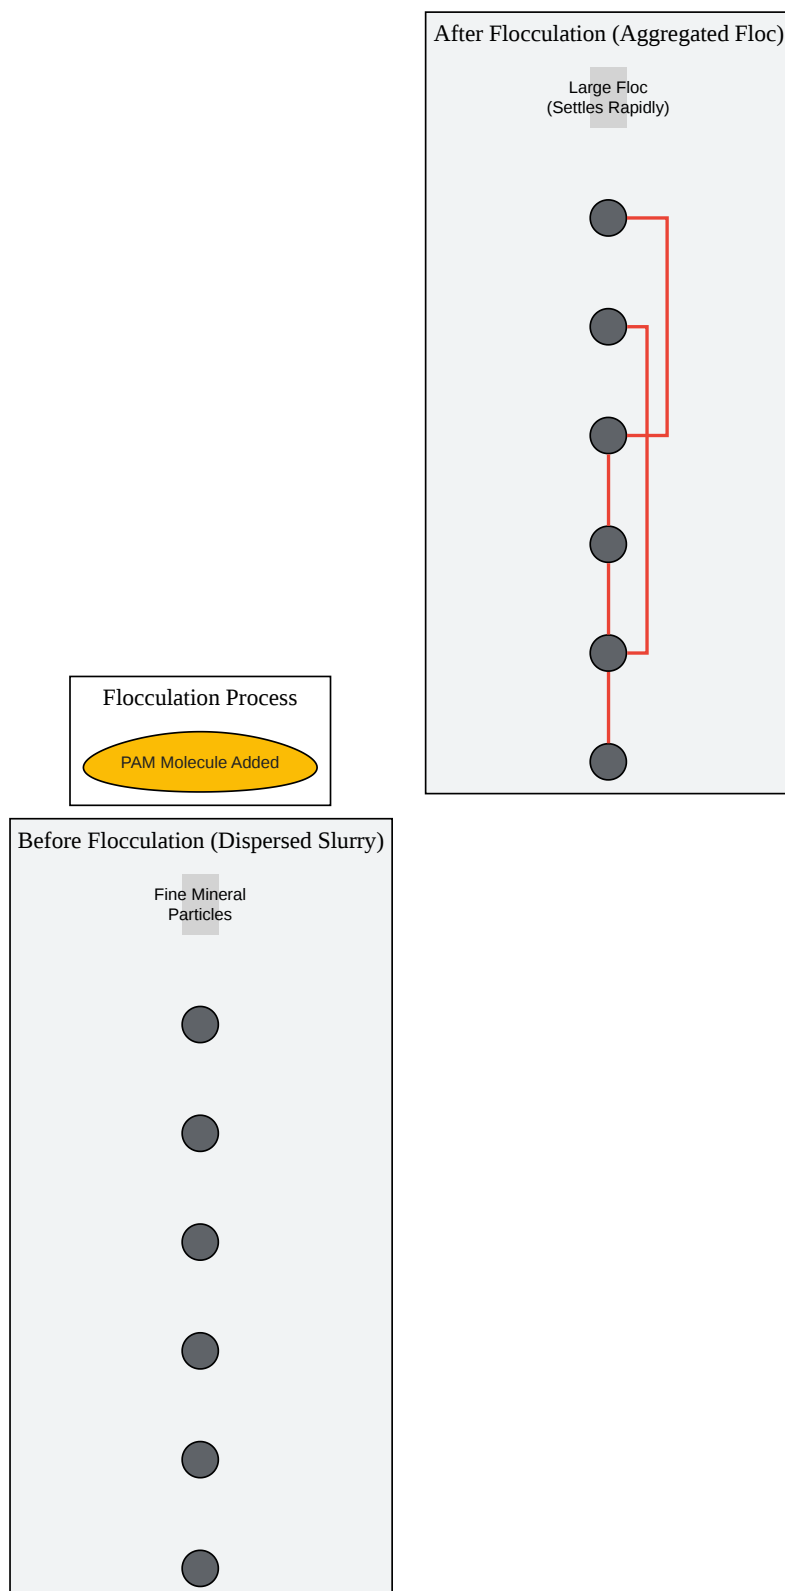 After Flocculation (Aggregated Floc)
Large Floc
(Settles Rapidly)
Flocculation Process
PAM Molecule Added
Before Flocculation (Dispersed Slurry)
Fine Mineral
Particles